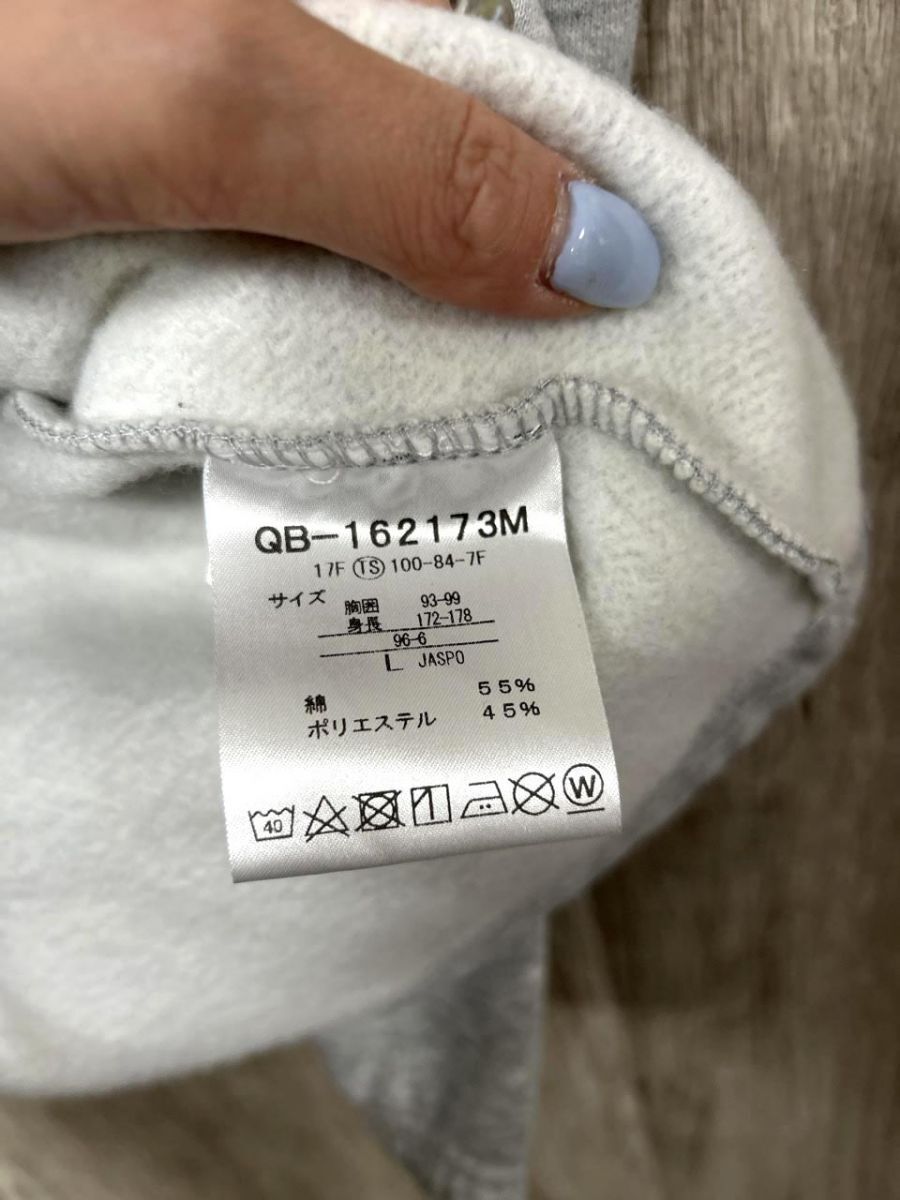 QB-162173M
17F TS 100-84-7F
サイズ 胸囲 93-99
身長 172-178
96-6
L JASPO
綿 55%
ポリエステル 45%
40 W